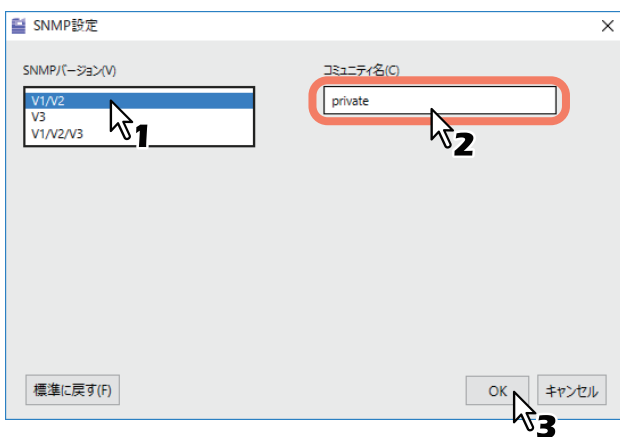 SNMP設定
SNMPバージョン(V)
V1/V2
V3
V1/V2/V3
1
コミュニティ名(C)
private
2
標準に戻す(F)
OK
キャンセル
3